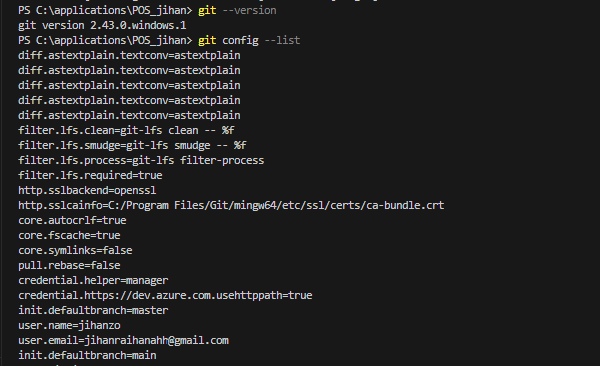 PS C:\applications\POS_jihan> git --version
git version 2.43.0.windows.1
PS C:\applications\POS_jihan> git config --list
diff.astextplain.textconv=astextplain
diff.astextplain.textconv=astextplain
diff.astextplain.textconv=astextplain
diff.astextplain.textconv=astextplain
diff.astextplain.textconv=astextplain
filter.lfs.clean=git-lfs clean -- %f
filter.lfs.smudge=git-lfs smudge -- %f
filter.lfs.process=git-lfs filter-process
filter.lfs.required=true
http.sslbackend=openssl
http.sslcainfo=C:/Program Files/Git/mingw64/etc/ssl/certs/ca-bundle.crt
core.autocrlf=true
core.fscache=true
core.symlinks=false
pull.rebase=false
credential.helper=manager
credential.https://dev.azure.com.usehttppath=true
init.defaultbranch=master
user.name=jihanzo
user.email=jihanraihanahh@gmail.com
init.defaultbranch=main